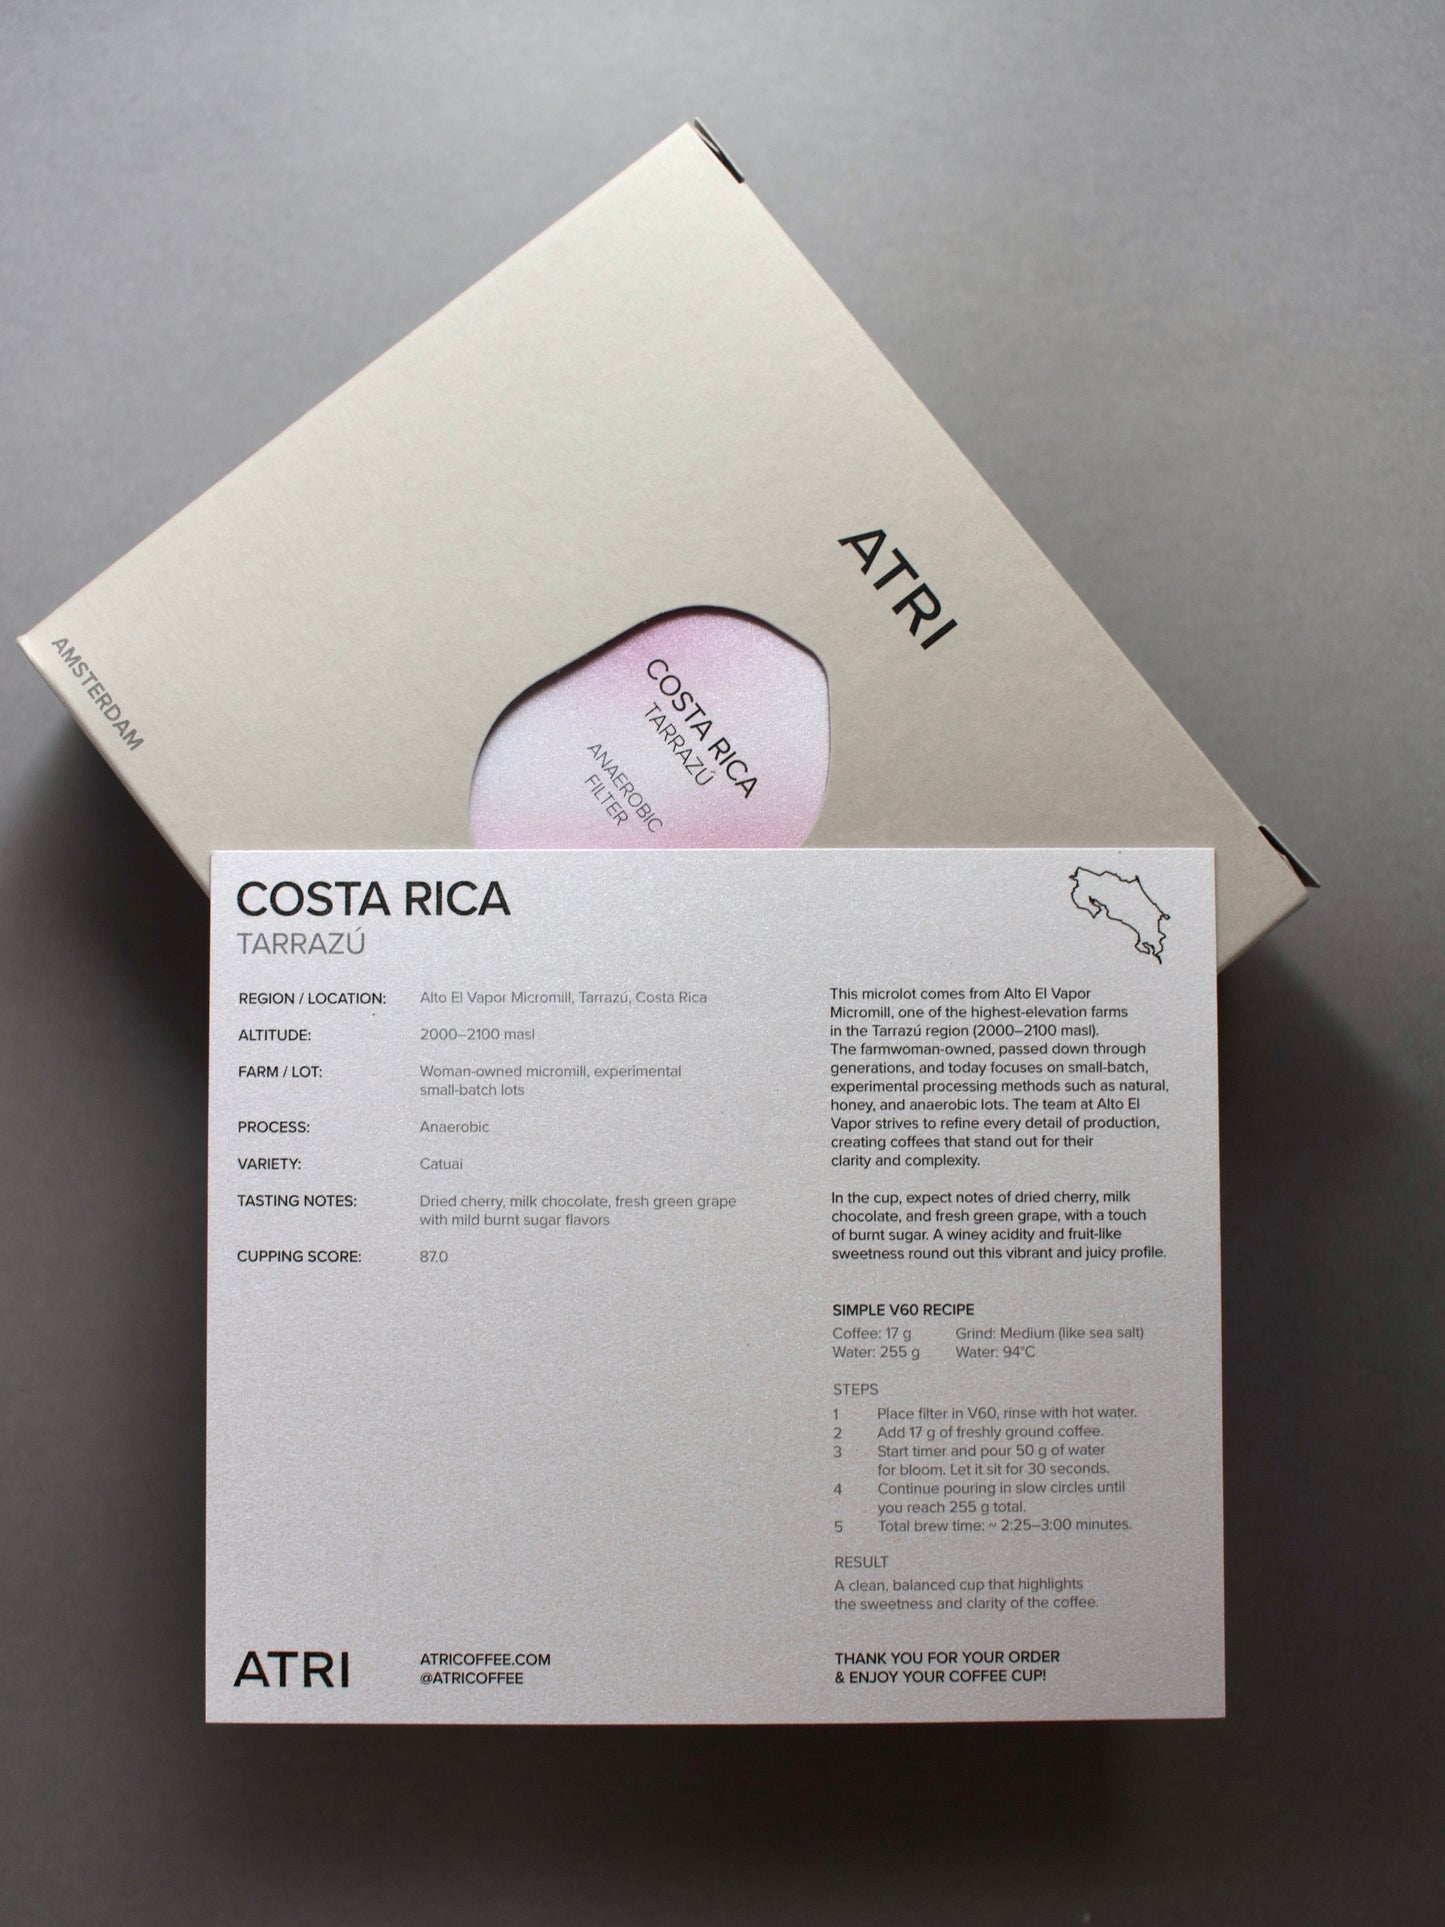 ATRI
AMSTERDAM
COSTA RICA
TARRAZÚ
ANAEROBIC
FILTER
COSTA RICA
TARRAZÚ
REGION / LOCATION: Alto El Vapor Micromill, Tarrazú, Costa Rica
ALTITUDE: 2000–2100 masl
FARM / LOT: Woman-owned micromill, experimental
small-batch lots
PROCESS: Anaerobic
VARIETY: Catuai
TASTING NOTES: Dried cherry, milk chocolate, fresh green grape
with mild burnt sugar flavors
CUPPING SCORE: 87.0
This microlot comes from Alto El Vapor
Micromill, one of the highest-elevation farms
in the Tarrazú region (2000–2100 masl).
The farmwoman-owned, passed down through
generations, and today focuses on small-batch,
experimental processing methods such as natural,
honey, and anaerobic lots. The team at Alto El
Vapor strives to refine every detail of production,
creating coffees that stand out for their
clarity and complexity.
In the cup, expect notes of dried cherry, milk
chocolate, and fresh green grape, with a touch
of burnt sugar. A winey acidity and fruit-like
sweetness round out this vibrant and juicy profile.
SIMPLE V60 RECIPE
Coffee: 17 g Grind: Medium (like sea salt)
Water: 255 g Water: 94°C
STEPS
1 Place filter in V60, rinse with hot water.
2 Add 17 g of freshly ground coffee.
3 Start timer and pour 50 g of water
for bloom. Let it sit for 30 seconds.
4 Continue pouring in slow circles until
you reach 255 g total.
5 Total brew time: ~ 2:25–3:00 minutes.
RESULT
A clean, balanced cup that highlights
the sweetness and clarity of the coffee.
ATRI
ATRICOFFEE.COM
@ATRICOFFEE
THANK YOU FOR YOUR ORDER
& ENJOY YOUR COFFEE CUP!